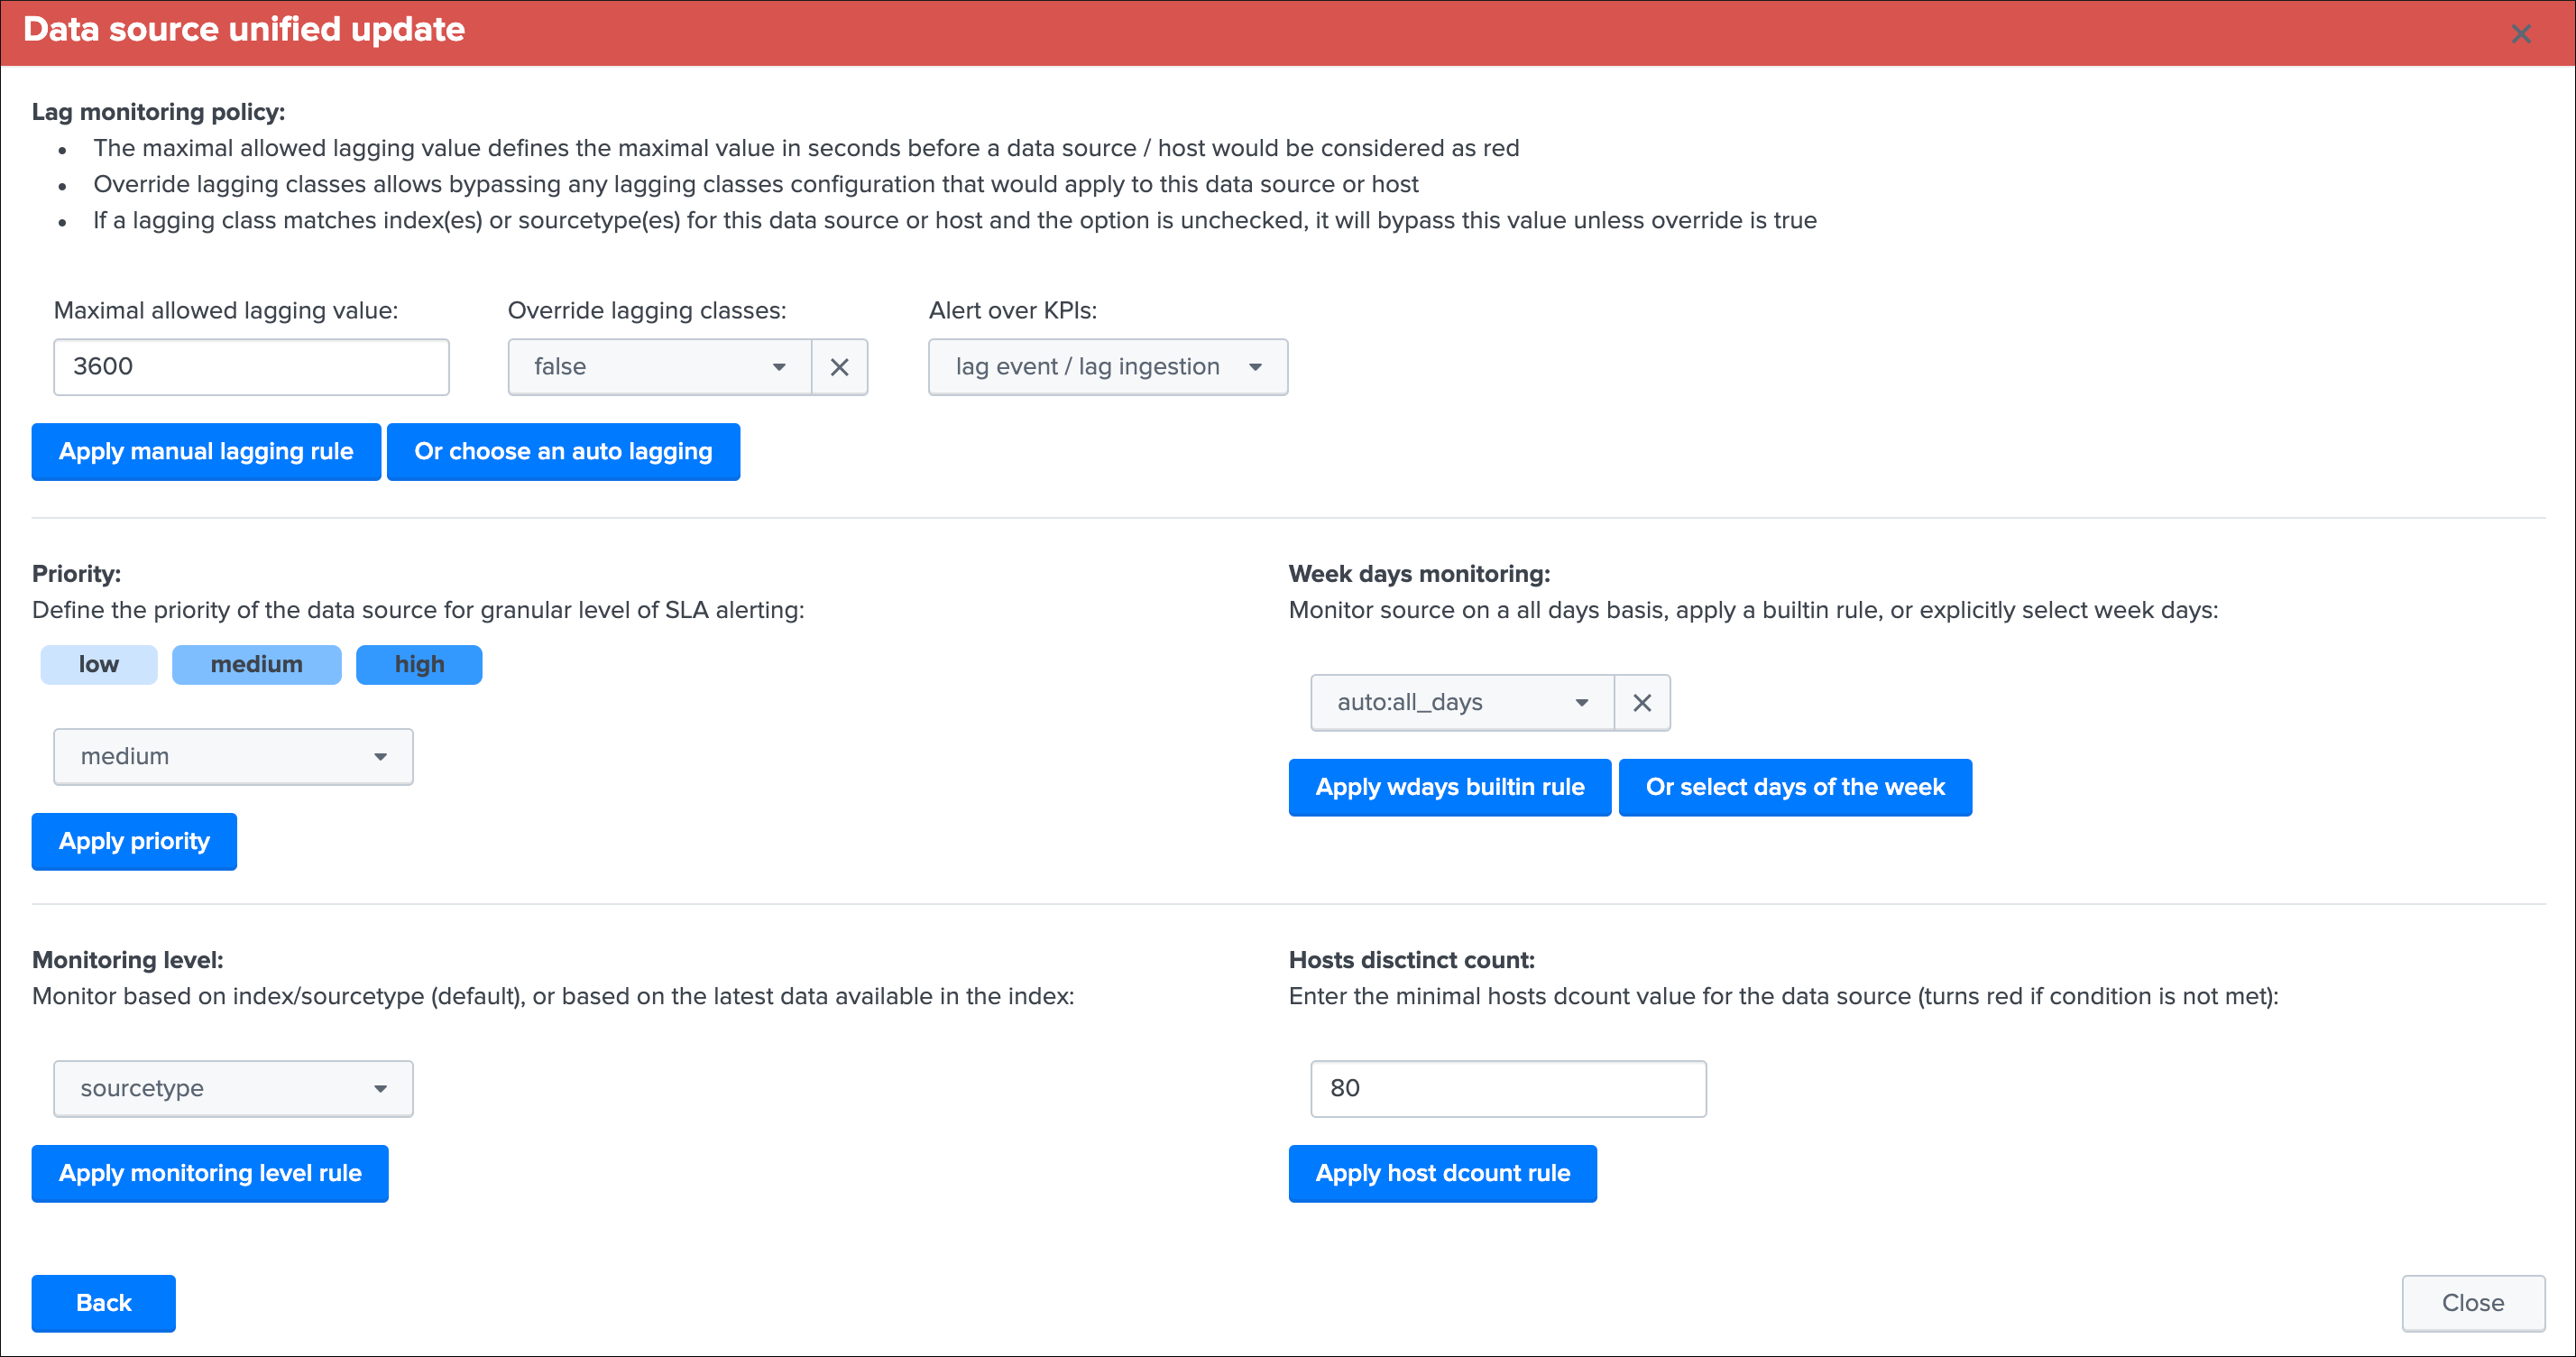 Data source unified update
Lag monitoring policy:
The maximal allowed lagging value defines the maximal value in seconds before a data source / host would be considered as red
Override lagging classes allows bypassing any lagging classes configuration that would apply to this data source or host
If a lagging class matches index(es) or sourcetype(es) for this data source or host and the option is unchecked, it will bypass this value unless override is true
Maximal allowed lagging value: Override lagging classes: Alert over KPIs:
3600 false lag event / lag ingestion
Apply manual lagging rule Or choose an auto lagging
Priority:
Define the priority of the data source for granular level of SLA alerting:
low medium high
medium
Apply priority
Week days monitoring:
Monitor source on a all days basis, apply a builtin rule, or explicitly select week days:
auto:all_days
Apply wdays builtin rule Or select days of the week
Monitoring level:
Monitor based on index/sourcetype (default), or based on the latest data available in the index:
sourcetype
Apply monitoring level rule
Hosts disctinct count:
Enter the minimal hosts dcount value for the data source (turns red if condition is not met):
80
Apply host dcount rule
Back Close